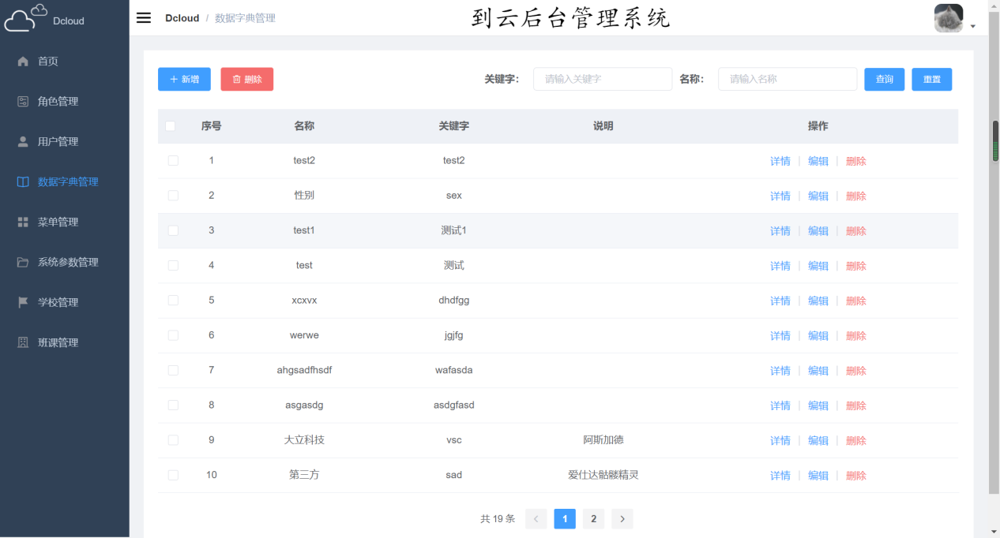 Dcloud
Dcloud / 数据字典管理
到云后台管理系统
首页
角色管理
用户管理
数据字典管理
菜单管理
系统参数管理
学校管理
班课管理
新增 删除 关键字: 请输入关键字 名称: 请输入名称 查询 重置
序号 名称 关键字 说明 操作
1 test2 test2 详情 编辑 删除
2 性别 sex 详情 编辑 删除
3 test1 测试1 详情 编辑 删除
4 test 测试 详情 编辑 删除
5 xcxvx dhdfgg 详情 编辑 删除
6 werwe jgjfg 详情 编辑 删除
7 ahgsadfhsdf wafasda 详情 编辑 删除
8 asgasdg asdgfasd 详情 编辑 删除
9 大立科技 vsc 阿斯加德 详情 编辑 删除
10 第三方 sad 爱仕达骷髅精灵 详情 编辑 删除
共 19 条 1 2